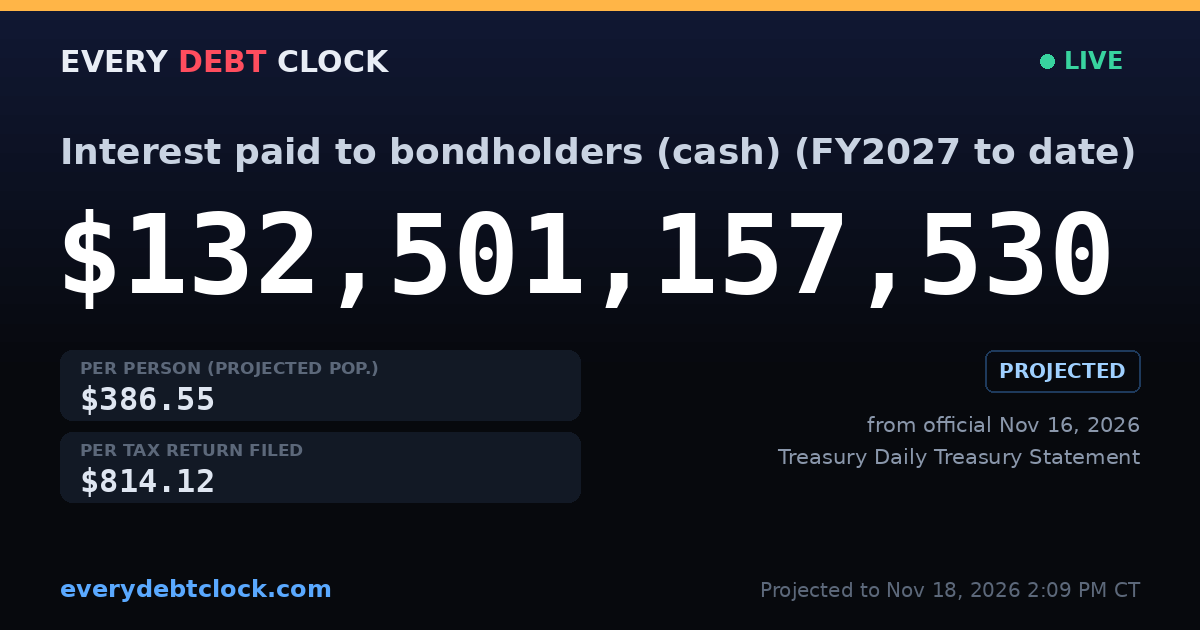 EVERY DEBT CLOCK
LIVE
Interest paid to bondholders (cash) (FY2027 to date)
$132,501,157,530
PER PERSON (PROJECTED POP.)
$386.55
PER TAX RETURN FILED
$814.12
PROJECTED
from official Nov 16, 2026
Treasury Daily Treasury Statement
everydebtclock.com
Projected to Nov 18, 2026 2:09 PM CT